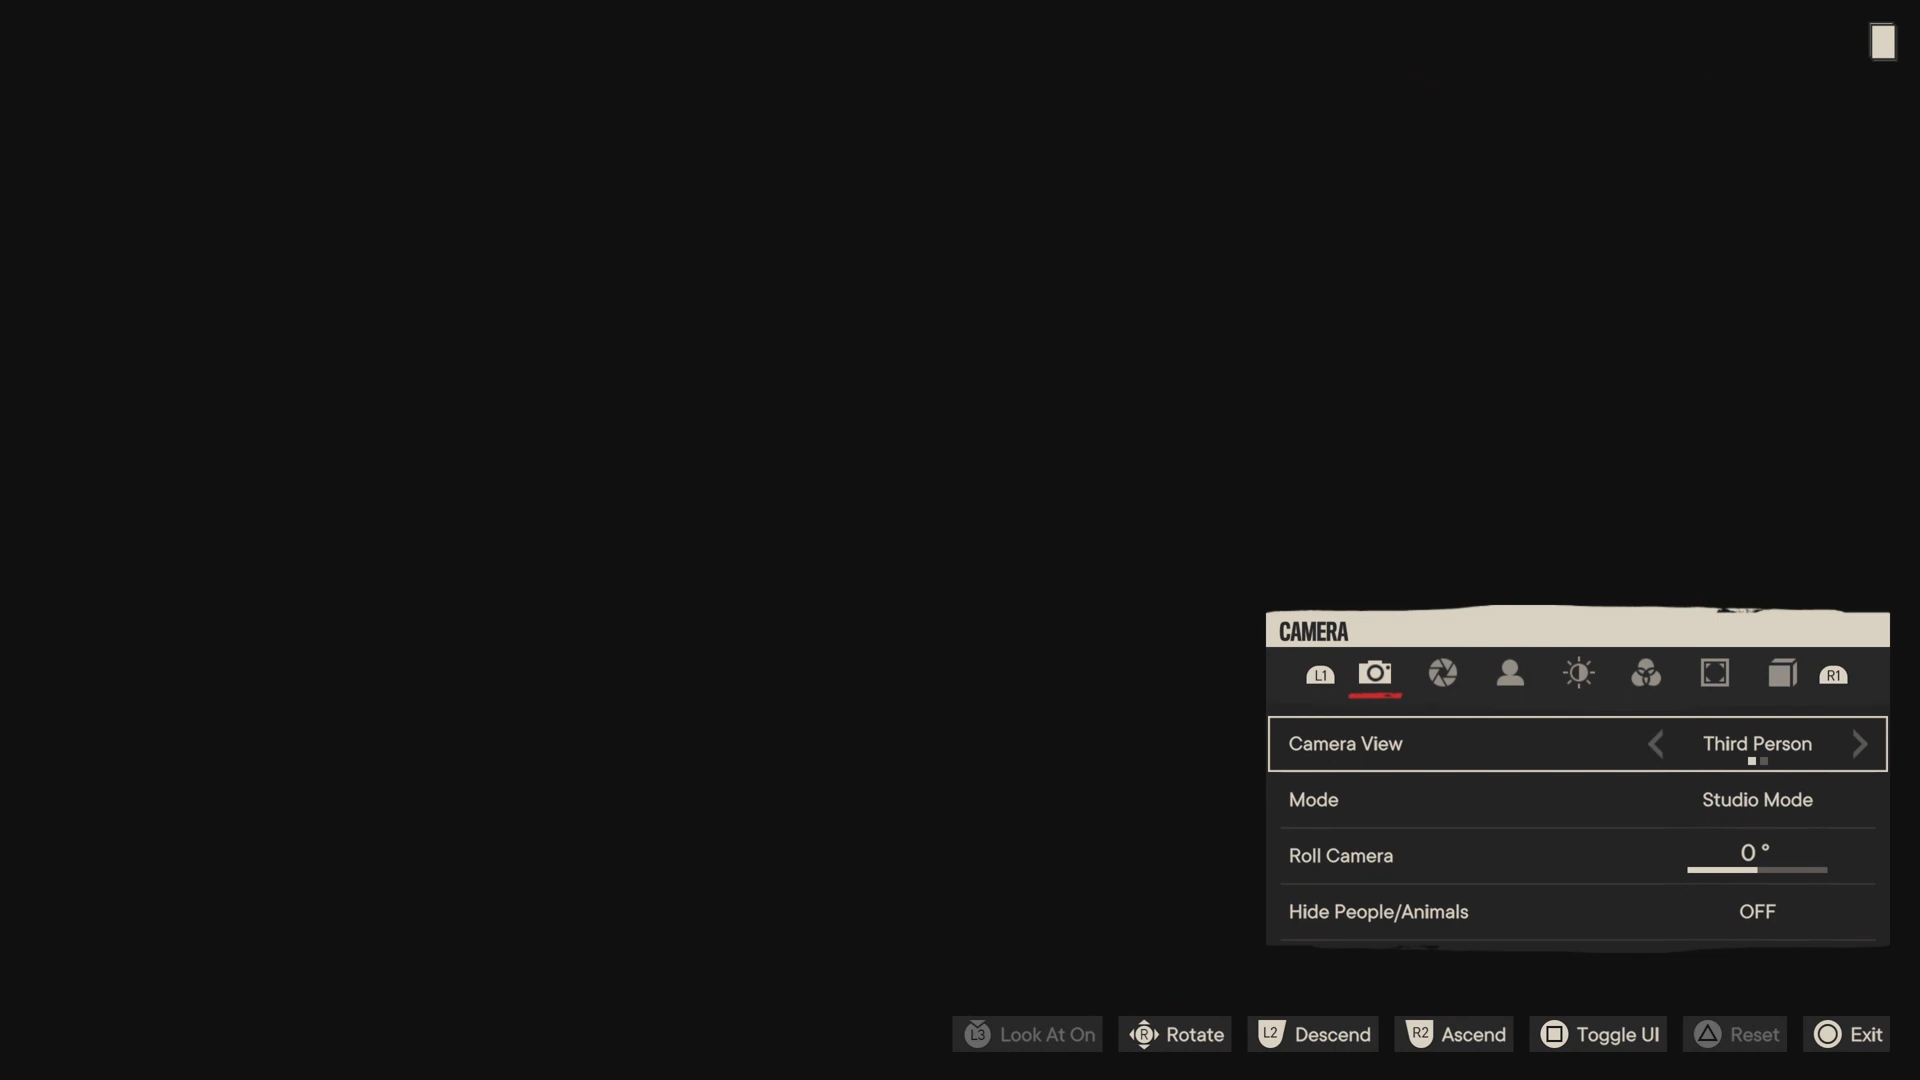 CAMERA
L1 R1
Camera View Third Person
Mode Studio Mode
Roll Camera 0 °
Hide People/Animals OFF
L3 Look At On R Rotate L2 Descend R2 Ascend Toggle UI Reset Exit